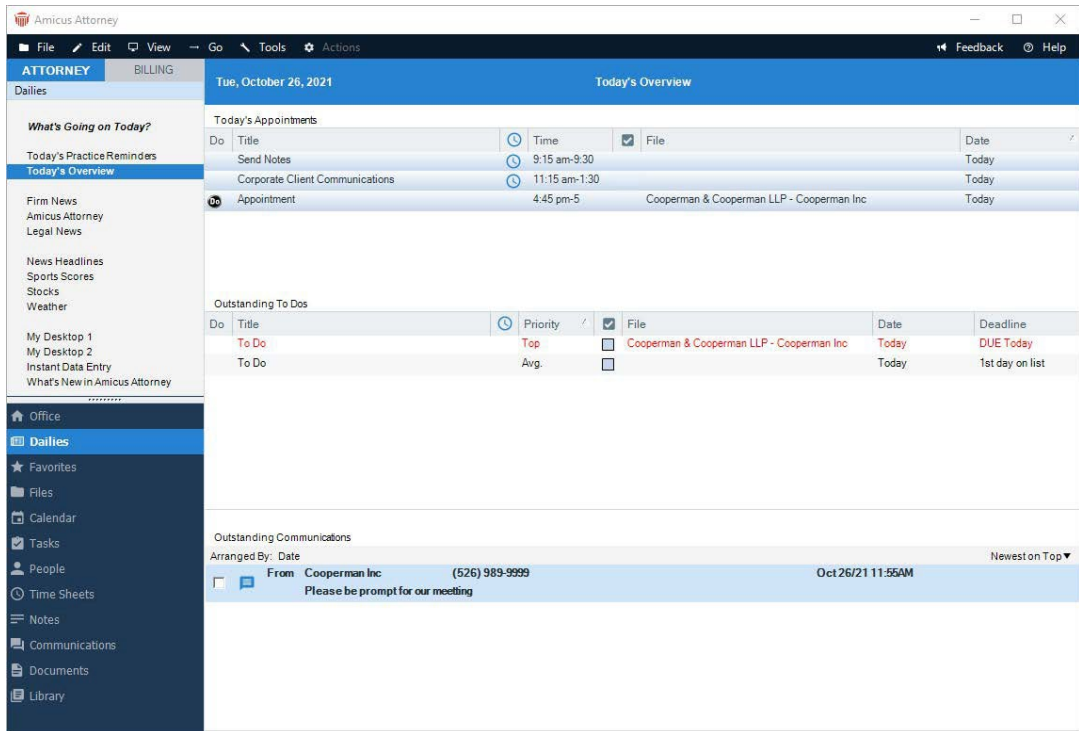 Amicus Attorney
File Edit View Go Tools Actions Feedback Help
ATTORNEY BILLING
Dailies
What's Going on Today?
Today's Practice Reminders
Today's Overview
Firm News
Amicus Attorney
Legal News
News Headlines
Sports Scores
Stocks
Weather
My Desktop 1
My Desktop 2
Instant Data Entry
What's New in Amicus Attorney
Office
Dailies
Favorites
Files
Calendar
Tasks
People
Time Sheets
Notes
Communications
Documents
Library
Tue, October 26, 2021 Today's Overview
Today's Appointments
Do Title Time File Date
Send Notes 9:15 am-9:30 Today
Corporate Client Communications 11:15 am-1:30 Today
Do Appointment 4:45 pm-5 Cooperman & Cooperman LLP - Cooperman Inc Today
Outstanding To Dos
Do Title Priority File Date Deadline
To Do Top Cooperman & Cooperman LLP - Cooperman Inc Today DUE Today
To Do Avg. Today 1st day on list
Outstanding Communications
Arranged By: Date Newest on Top
From Cooperman Inc (526) 989-9999 Oct 26/21 11:55AM
Please be prompt for our meetting